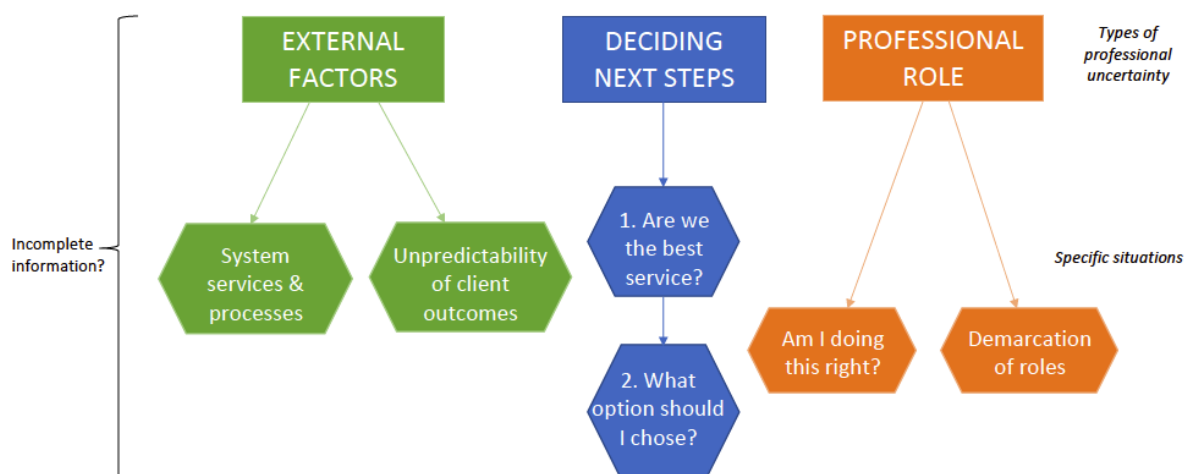 EXTERNAL
FACTORS
DECIDING
NEXT STEPS
PROFESSIONAL
ROLE
Types of
professional
uncertainty
Incomplete
information?
System
services &
processes
Unpredictability
of client
outcomes
1. Are we
the best
service?
Specific situations
Am I doing
this right?
Demarcation
of roles
2. What
option should
I chose?